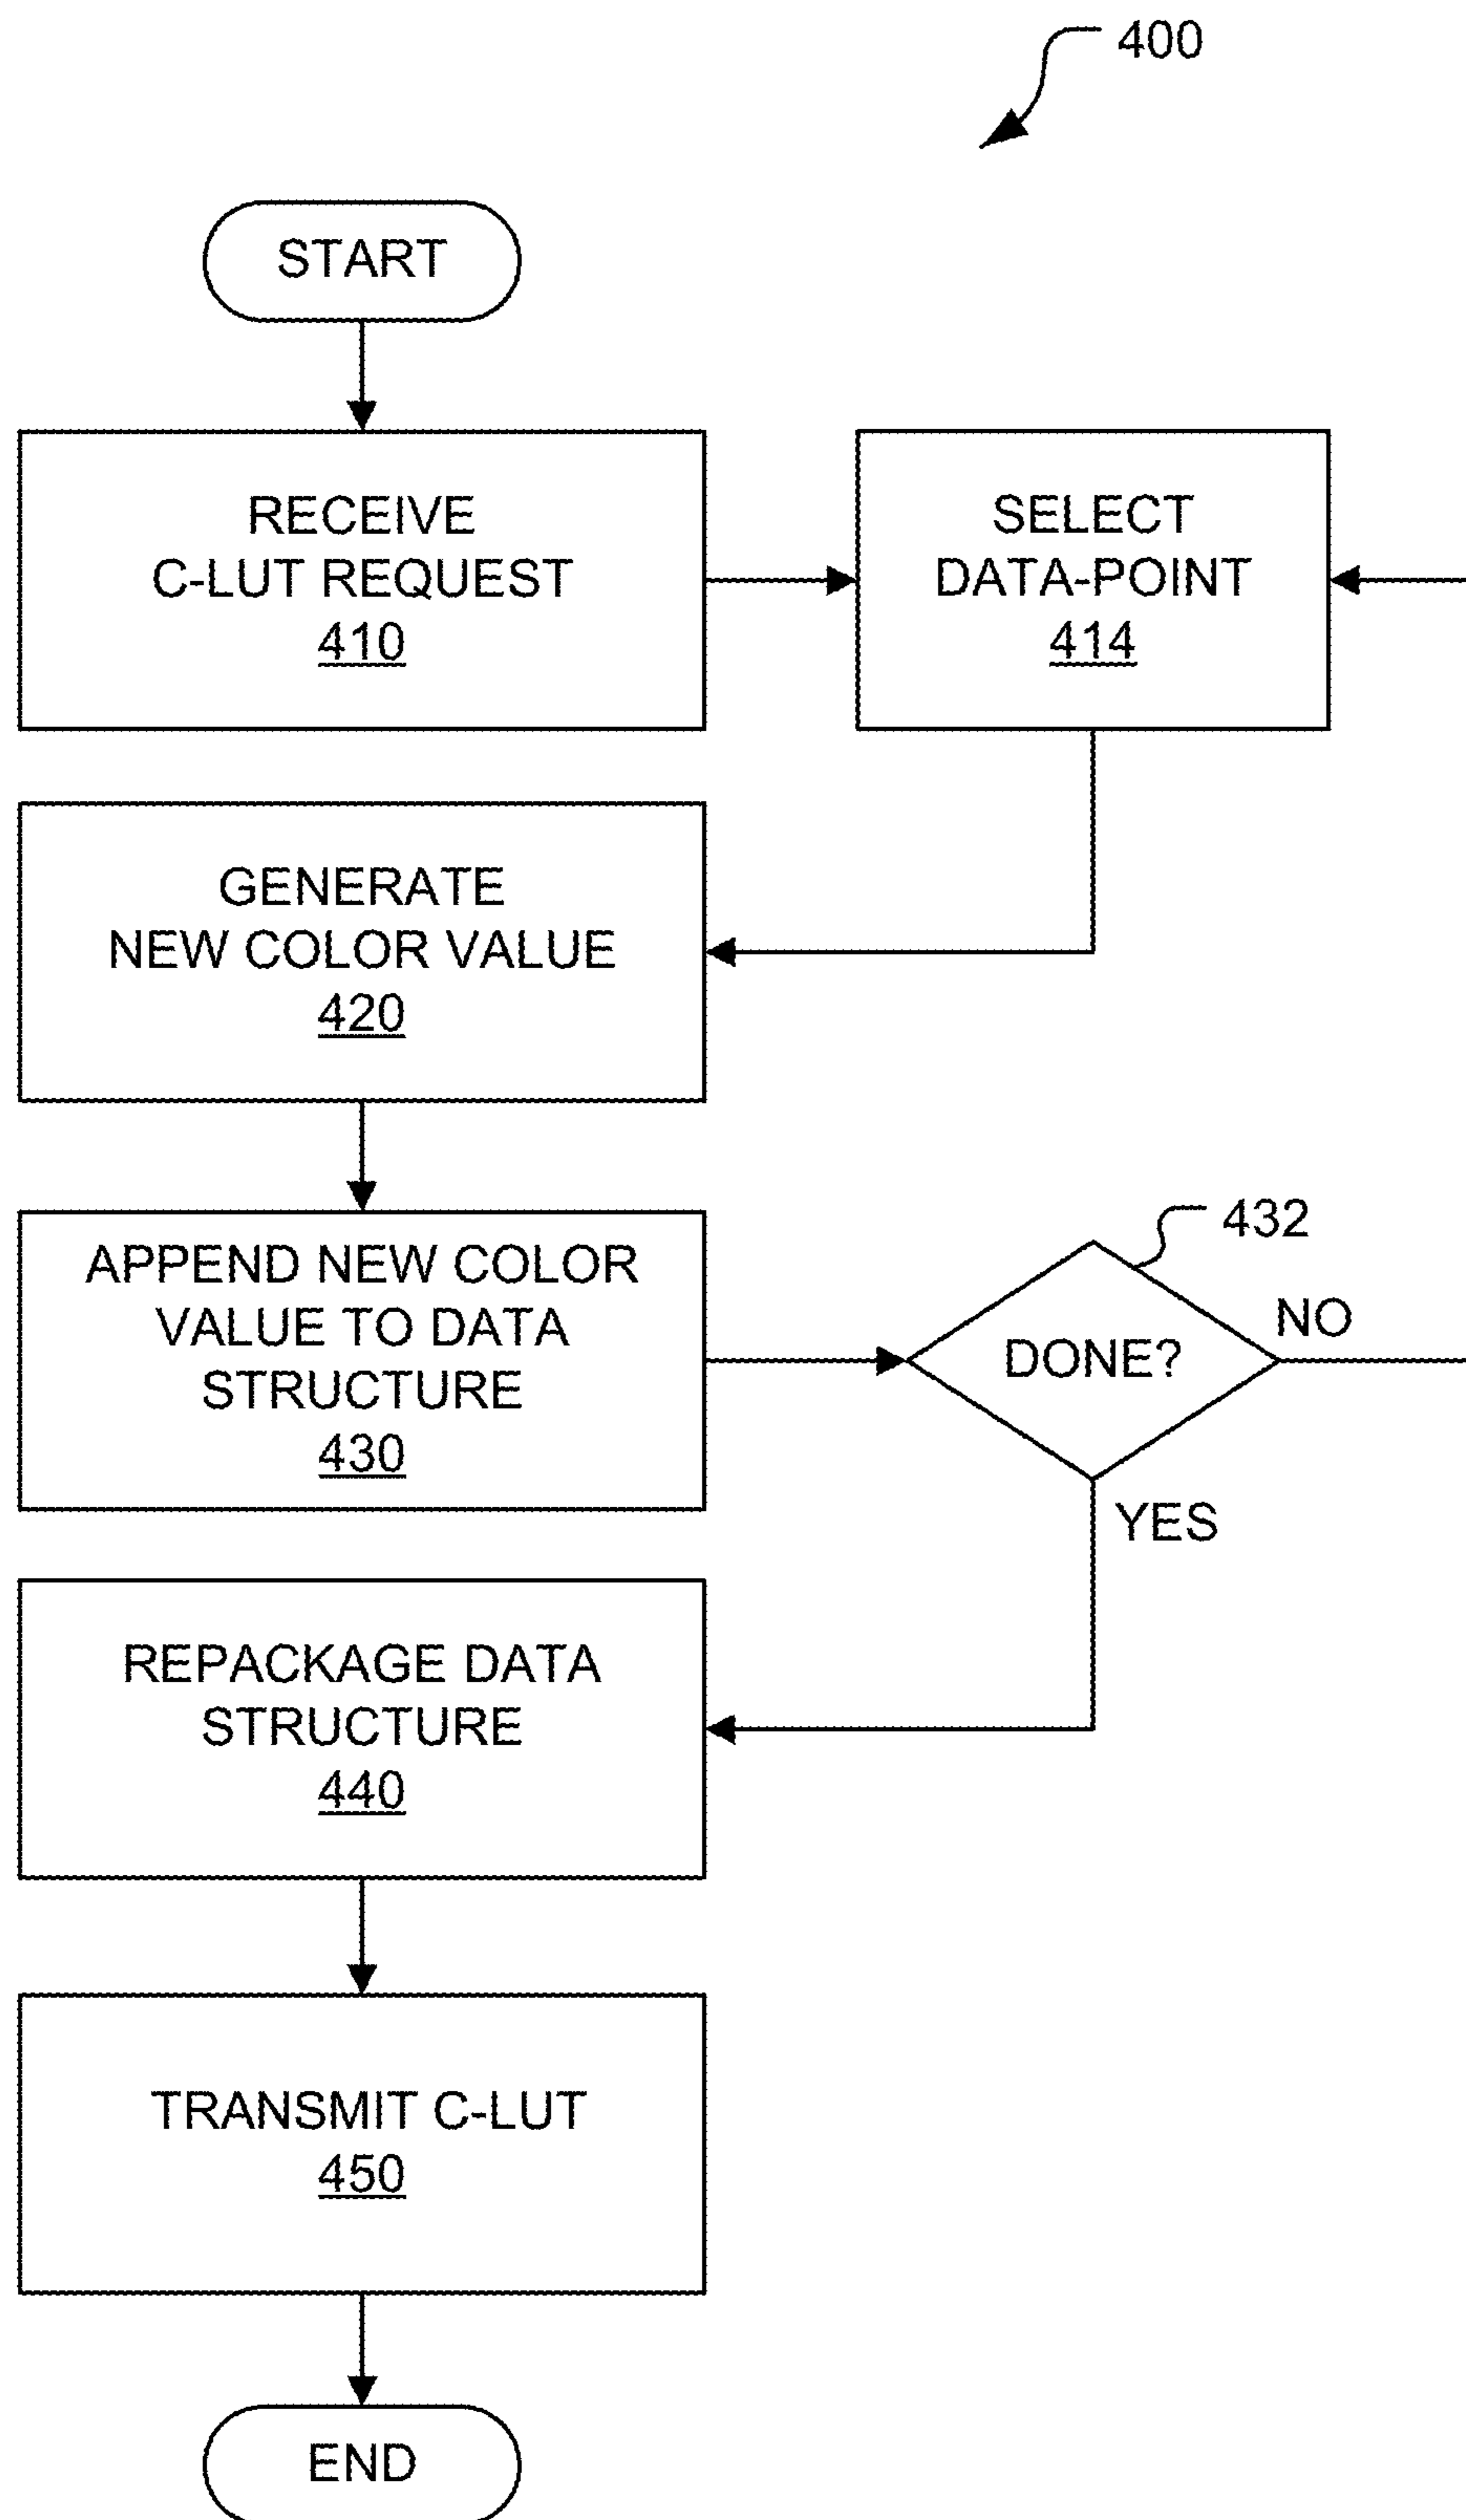 400
START
RECEIVE
C-LUT REQUEST
410
SELECT
DATA-POINT
414
GENERATE
NEW COLOR VALUE
420
APPEND NEW COLOR
VALUE TO DATA
STRUCTURE
430
432
DONE?
NO
YES
REPACKAGE DATA
STRUCTURE
440
TRANSMIT C-LUT
450
END